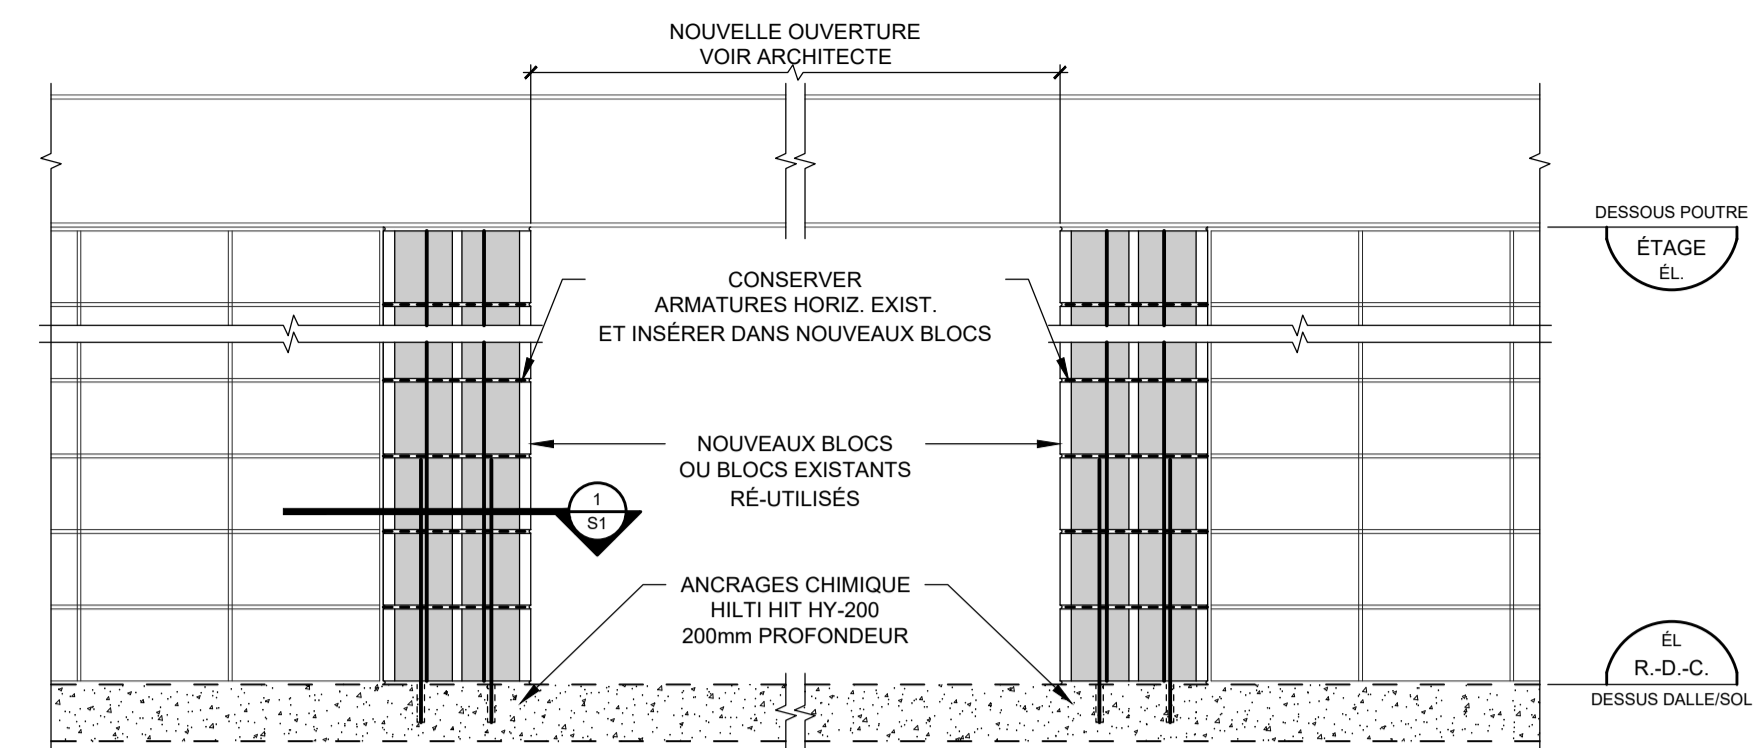 NOUVELLE OUVERTURE
VOIR ARCHITECTE
DESSOUS POUTRE
ÉTAGE
ÉL.
CONSERVER
ARMATURES HORIZ. EXIST.
ET INSÉRER DANS NOUVEAUX BLOCS
NOUVEAUX BLOCS
OU BLOCS EXISTANTS
RÉ-UTILISÉS
1
S1
ANCRAGES CHIMIQUE
HILTI HIT HY-200
200mm PROFONDEUR
ÉL
R.-D.-C.
DESSUS DALLE/SOL